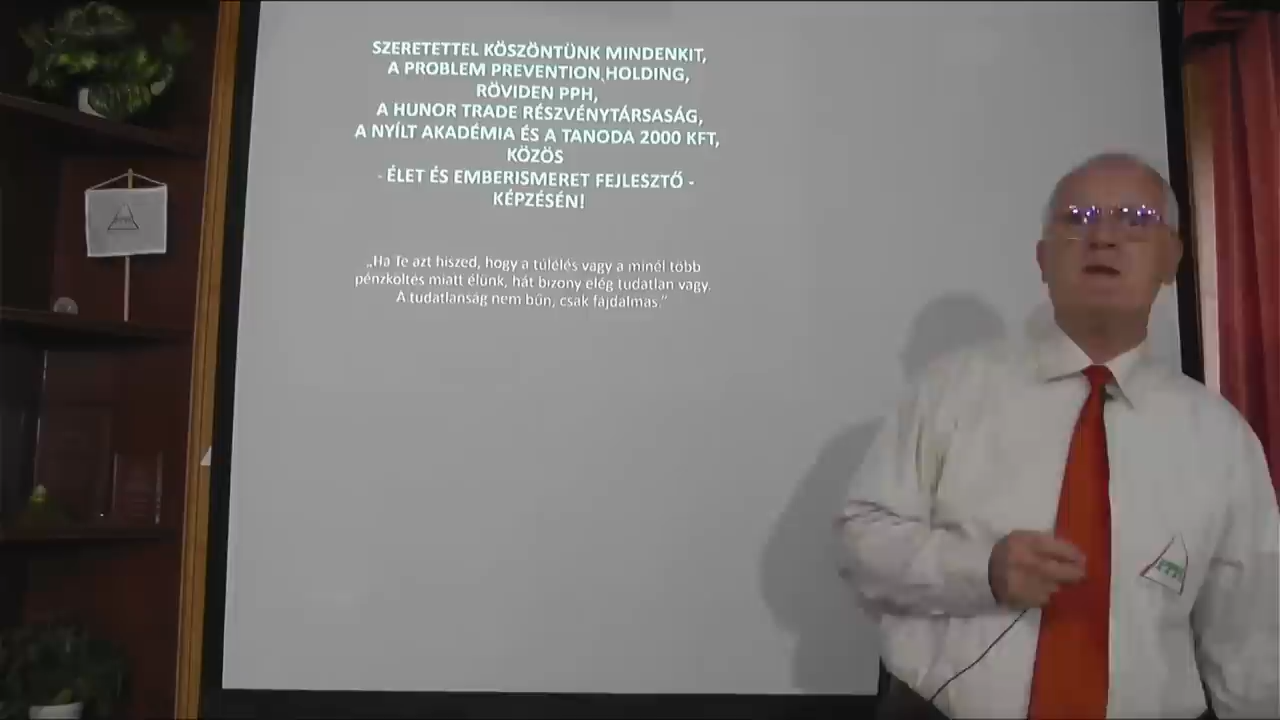 SZERETETTEL KÖSZÖNTÜNK MINDENKIT,
A PROBLEM PREVENTION HOLDING,
RÖVIDEN PPH,
A HUNOR TRADE RÉSZVÉNYTÁRSASÁG,
A NYÍLT AKADÉMIA ÉS A TANODA 2000 KFT,
KÖZÖS
- ÉLET ÉS EMBERISMERET FEJLESZTŐ -
KÉPZÉSÉN!
„Ha Te azt hiszed, hogy a túlélés vagy a minél több
pénzköltés miatt élünk, hát bizony elég tudatlan vagy.
A tudatlanság nem bűn, csak fájdalmas."